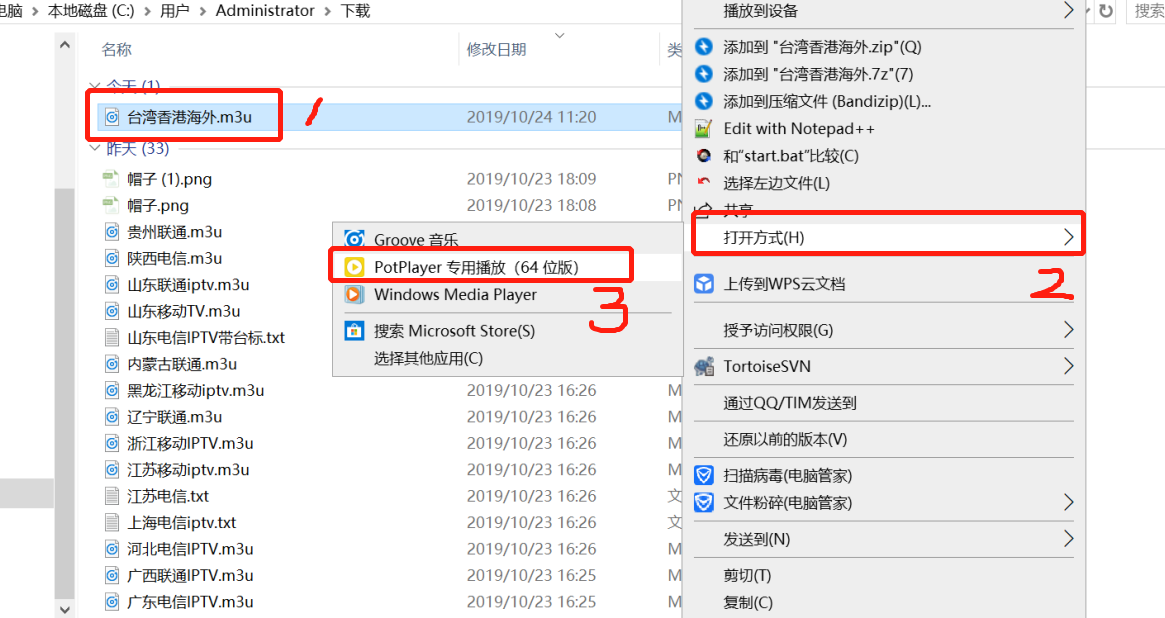 电脑 › 本地磁盘 (C:) › 用户 › Administrator › 下载
搜索
名称
修改日期
类
今天 (1)
台湾香港海外.m3u 2019/10/24 11:20 M
1
昨天 (33)
帽子 (1).png 2019/10/23 18:09 PN
帽子.png 2019/10/23 18:08 PN
贵州联通.m3u
陕西电信.m3u
山东联通iptv.m3u
山东移动TV.m3u
山东电信IPTV带台标.txt
内蒙古联通.m3u
黑龙江移动iptv.m3u 2019/10/23 16:26 M
辽宁联通.m3u 2019/10/23 16:26 M
浙江移动IPTV.m3u 2019/10/23 16:26 M
江苏移动iptv.m3u 2019/10/23 16:26 M
江苏电信.txt 2019/10/23 16:26 文
上海电信iptv.txt 2019/10/23 16:26 文
河北电信IPTV.m3u 2019/10/23 16:26 M
广西联通IPTV.m3u 2019/10/23 16:25 M
广东电信IPTV.m3u 2019/10/23 16:25 M
Groove 音乐
PotPlayer 专用播放（64 位版）
Windows Media Player
3
搜索 Microsoft Store(S)
选择其他应用(C)
播放到设备
添加到 "台湾香港海外.zip"(Q)
添加到 "台湾香港海外.7z"(7)
添加到压缩文件 (Bandizip)(L)...
Edit with Notepad++
和“start.bat”比较(C)
选择左边文件(L)
共享
打开方式(H)
上传到WPS云文档
2
授予访问权限(G)
TortoiseSVN
通过QQ/TIM发送到
还原以前的版本(V)
扫描病毒(电脑管家)
文件粉碎(电脑管家)
发送到(N)
剪切(T)
复制(C)